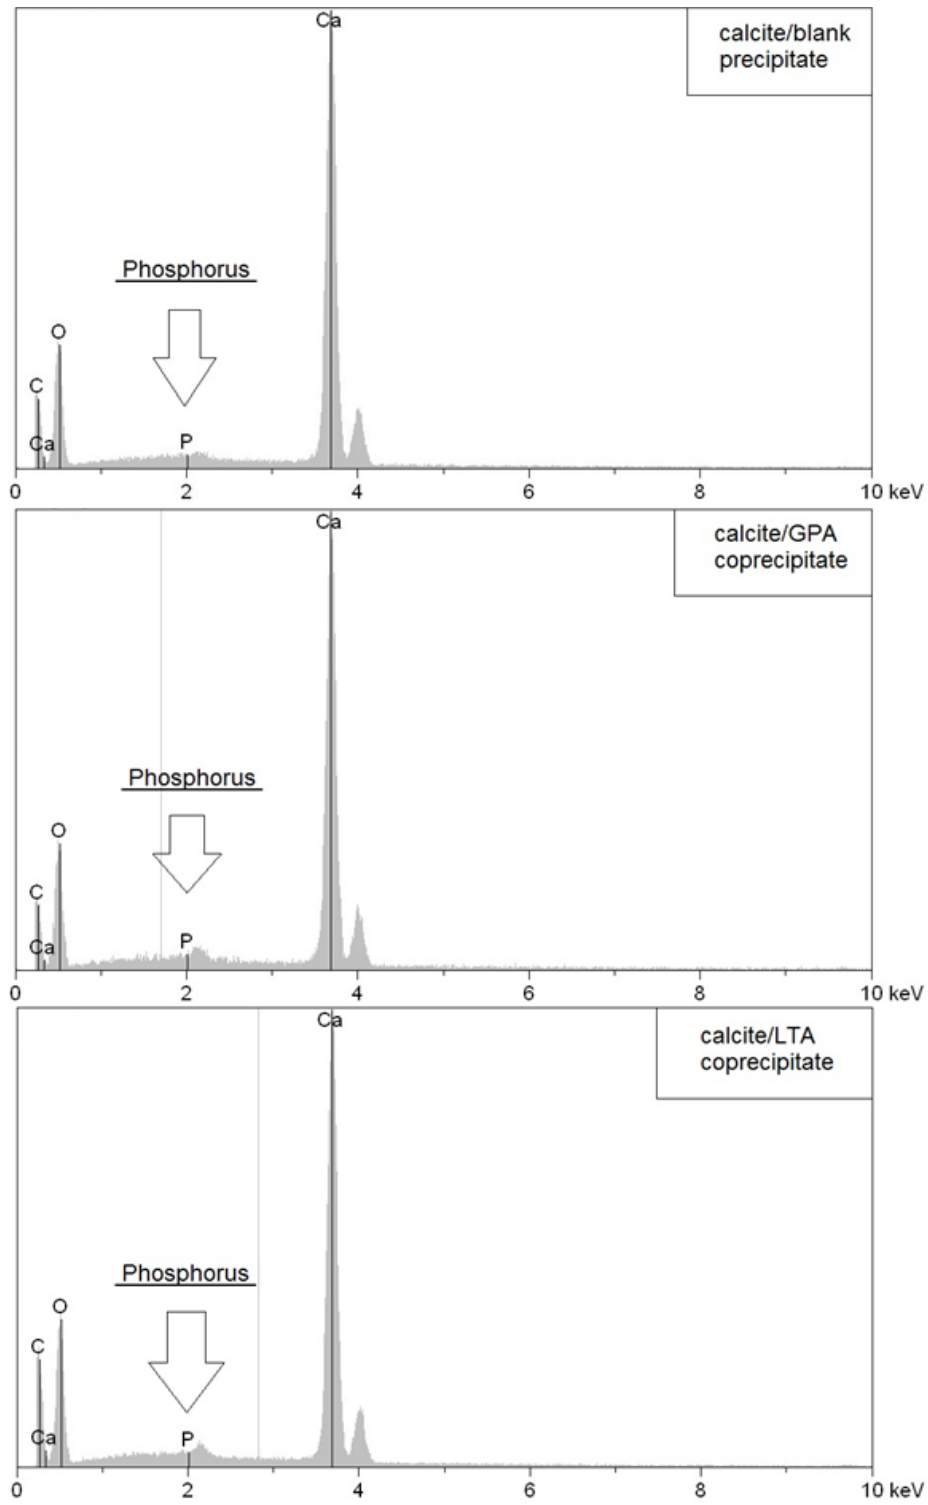 Ca
calcite/blank
precipitate
Phosphorus
O
C
Ca
P
0 2 4 6 8 10 keV
Ca
calcite/GPA
coprecipitate
Phosphorus
O
C
Ca
P
0 2 4 6 8 10 keV
Ca
calcite/LTA
coprecipitate
Phosphorus
O
C
Ca
P
0 2 4 6 8 10 keV